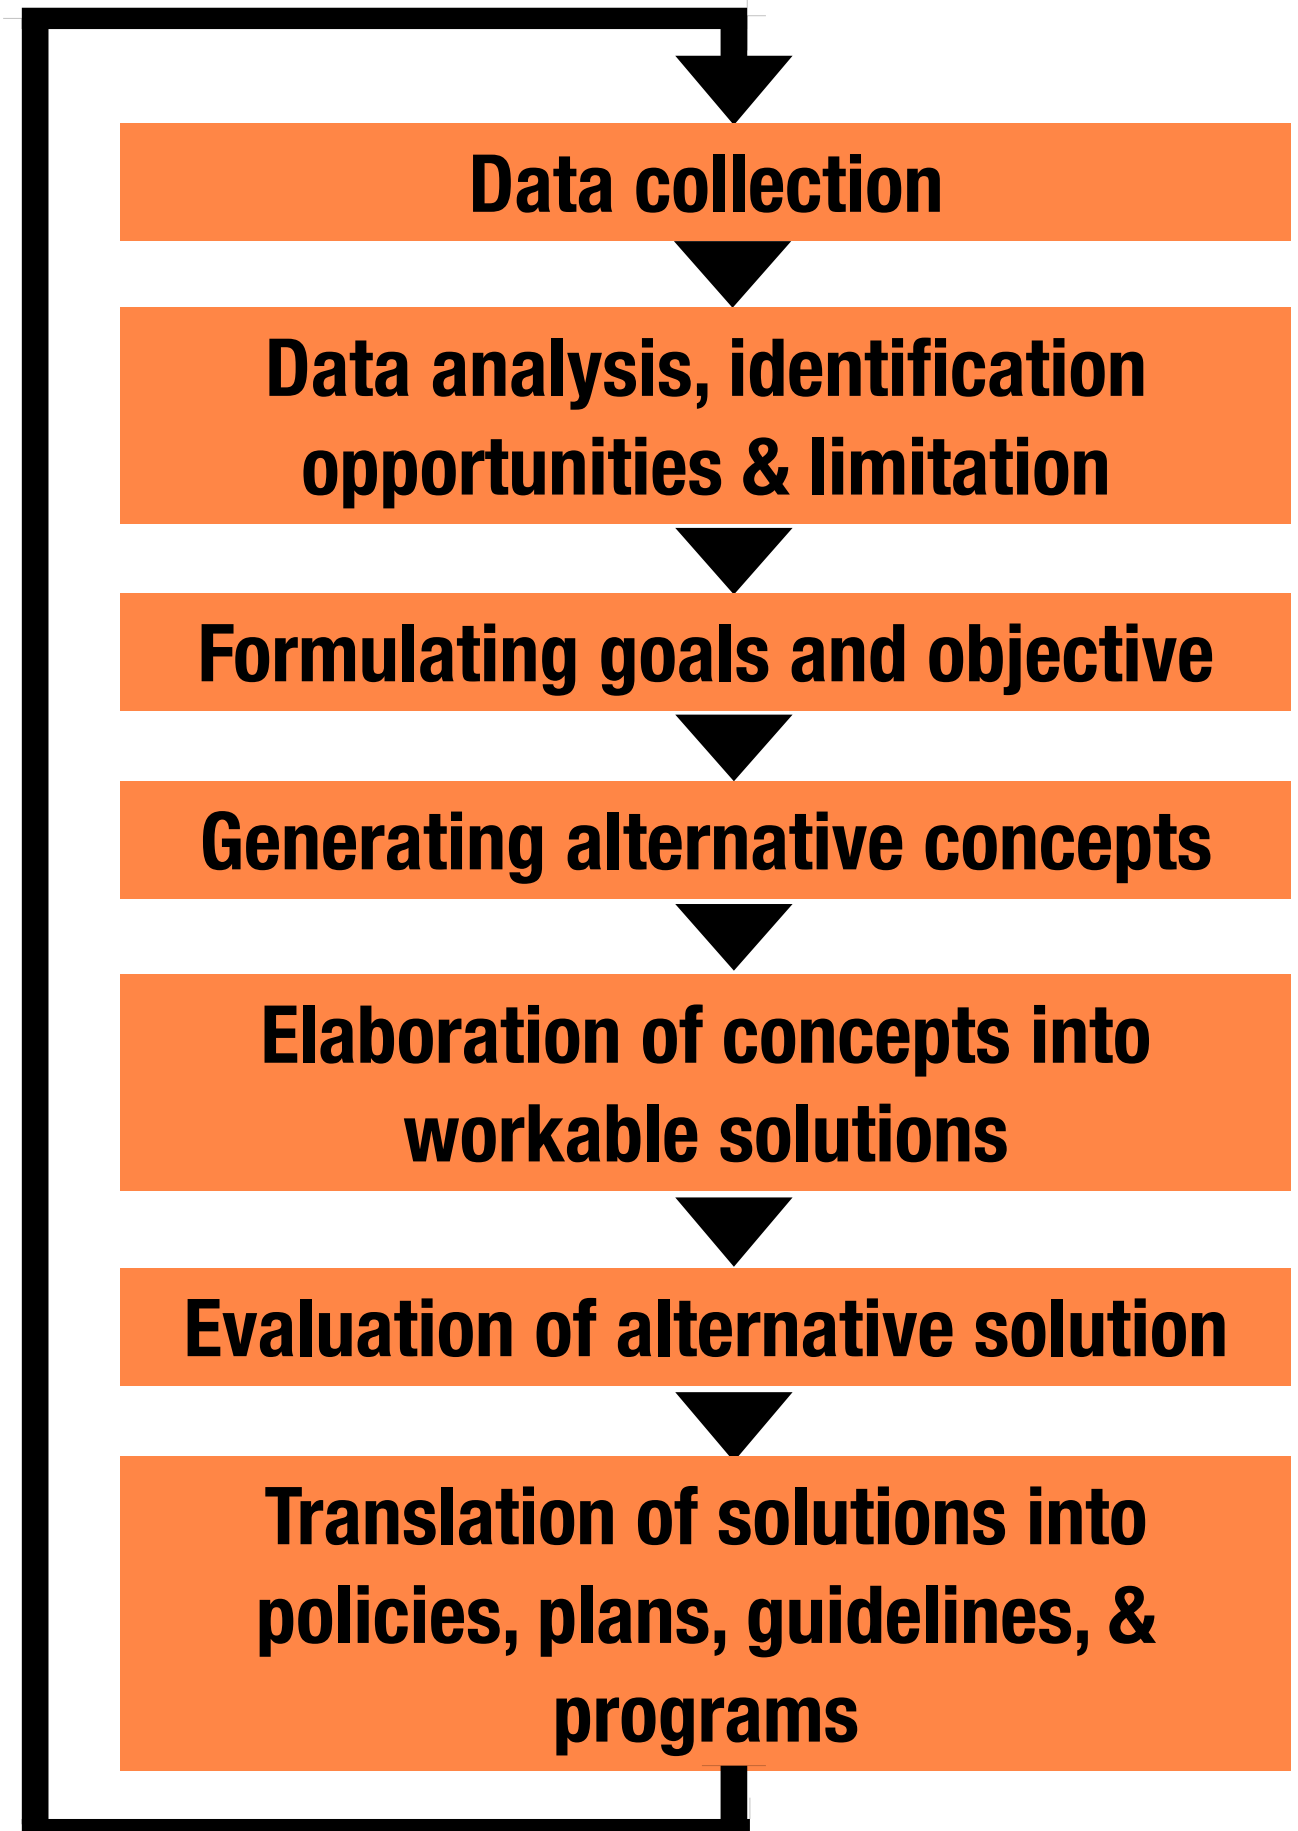 Data collection
Data analysis, identification
opportunities & limitation
Formulating goals and objective
Generating alternative concepts
Elaboration of concepts into
workable solutions
Evaluation of alternative solution
Translation of solutions into
policies, plans, guidelines, &
programs